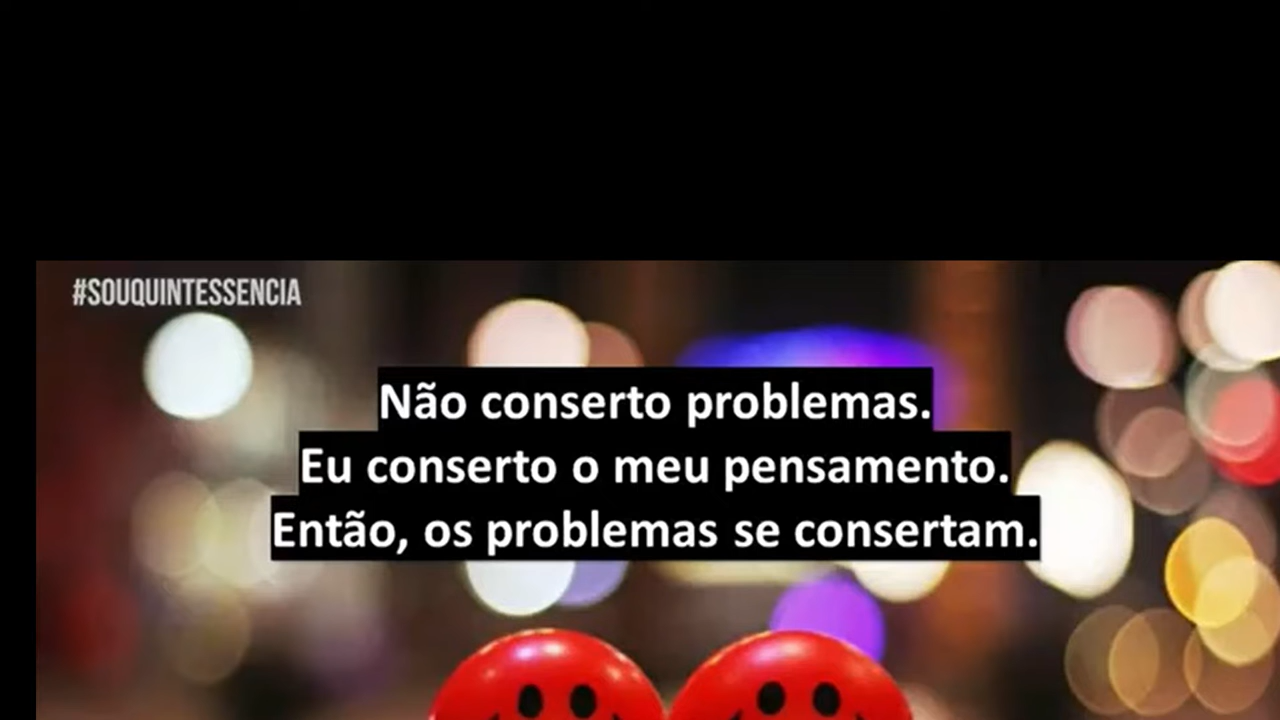 #SOUQUINTESSENCIA
Não conserto problemas.
Eu conserto o meu pensamento.
Então, os problemas se consertam.